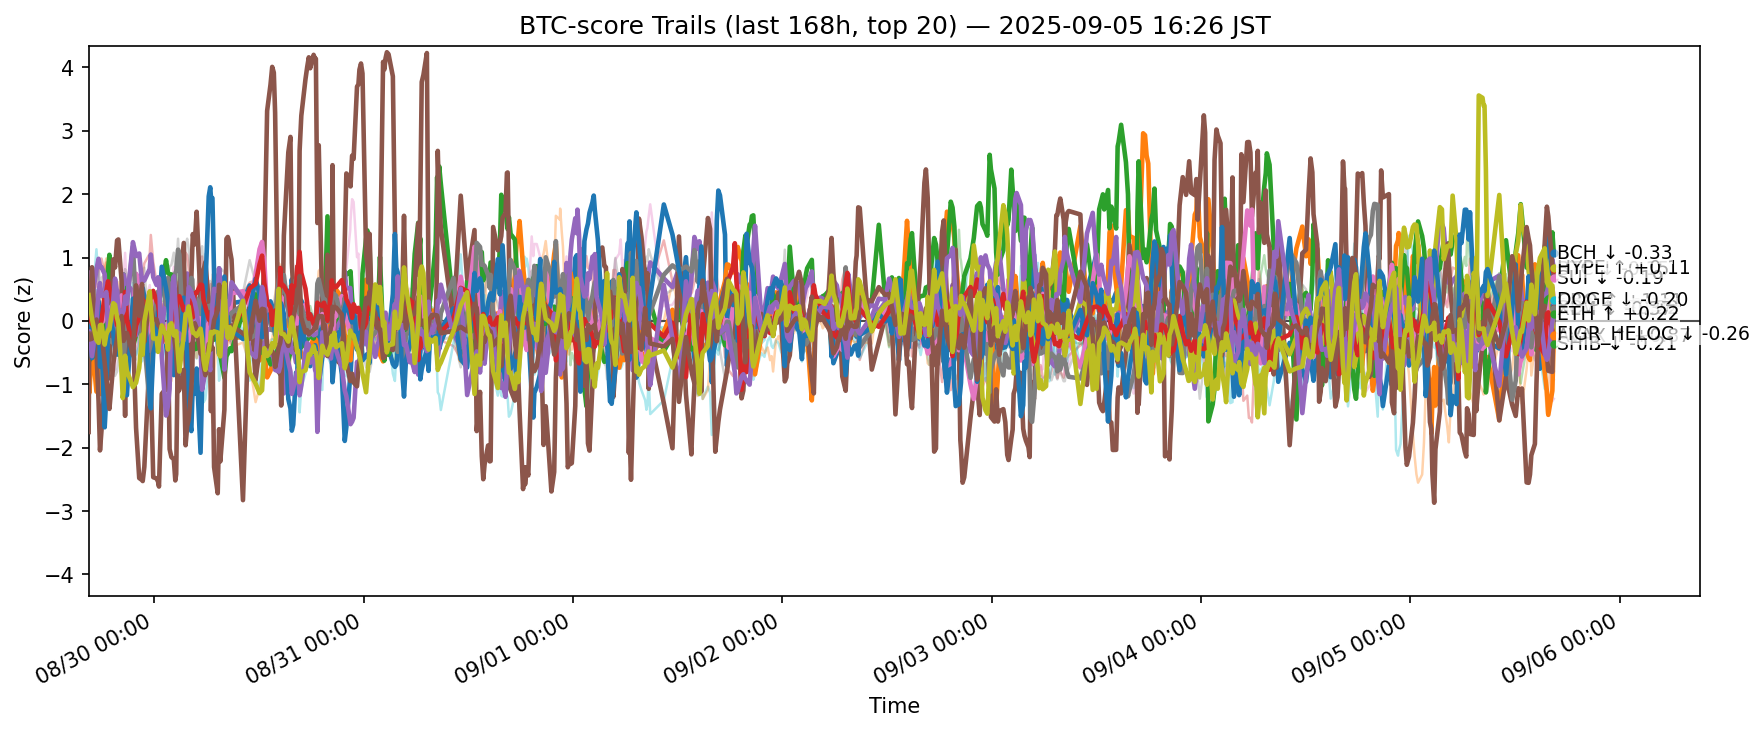 BTC-score Trails (last 168h, top 20) — 2025-09-05 16:26 JST
Score (z)
4
3
2
1
0
−1
−2
−3
−4
BCH ↓ -0.33
HYPE ↑ +0.11
SUI ↓ -0.19
DOGE ↓ -0.20
ETH ↑ +0.22
FIGR_HELOC ↓ -0.26
SHIB ↓ -0.21
08/30 00:00
08/31 00:00
09/01 00:00
09/02 00:00
09/03 00:00
09/04 00:00
09/05 00:00
09/06 00:00
Time